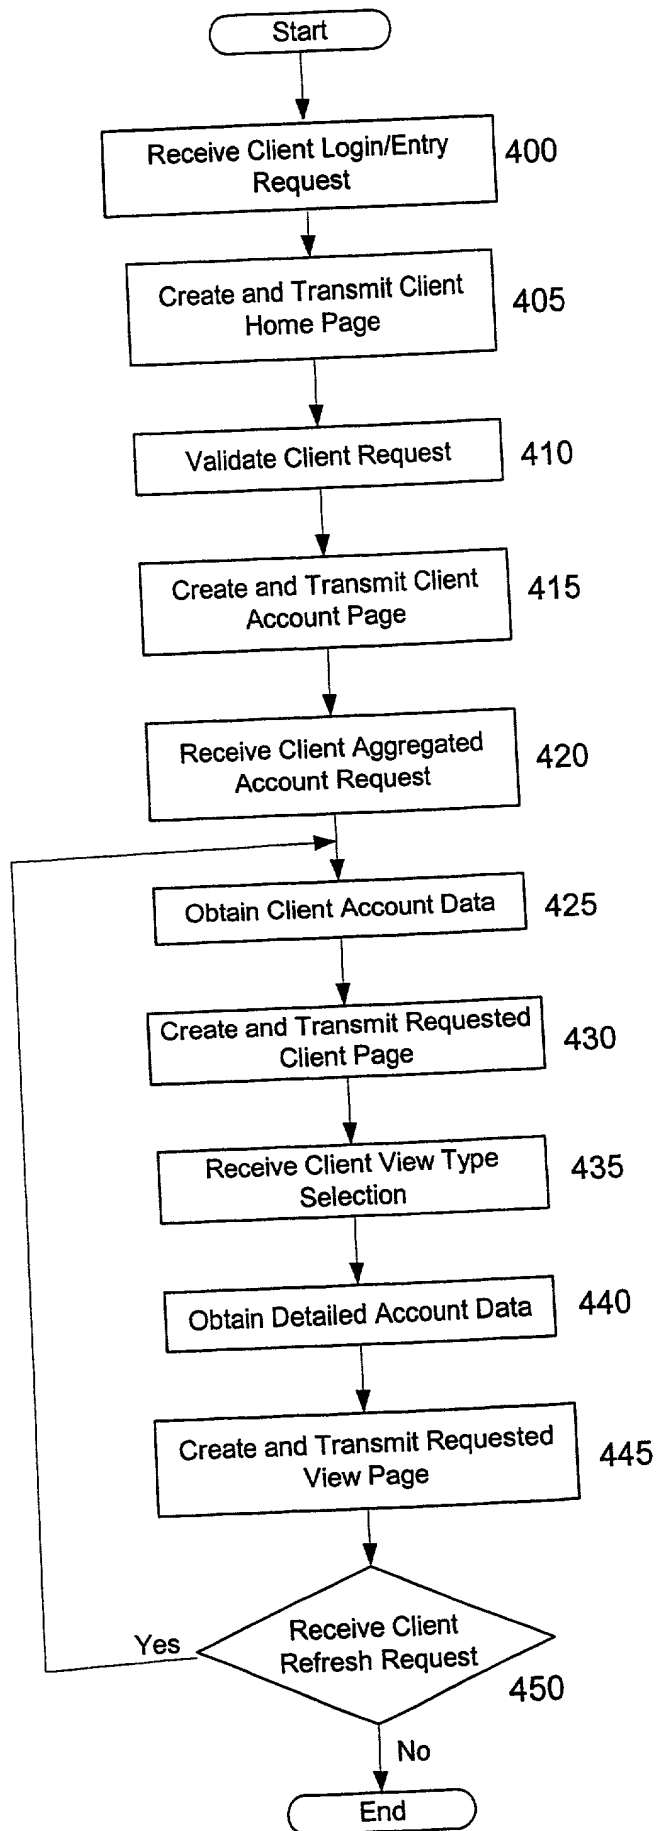 Start
Receive Client Login/Entry
Request
400
Create and Transmit Client
Home Page
405
Validate Client Request
410
Create and Transmit Client
Account Page
415
Receive Client Aggregated
Account Request
420
Obtain Client Account Data
425
Create and Transmit Requested
Client Page
430
Receive Client View Type
Selection
435
Obtain Detailed Account Data
440
Create and Transmit Requested
View Page
445
Yes
Receive Client
Refresh Request
450
No
End